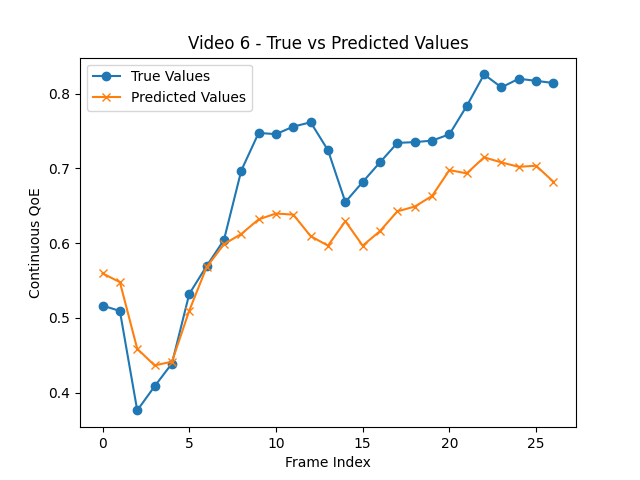 Video 6 - True vs Predicted Values
True Values
Predicted Values
Continuous QoE
0.8
0.7
0.6
0.5
0.4
0
5
10
15
20
25
Frame Index